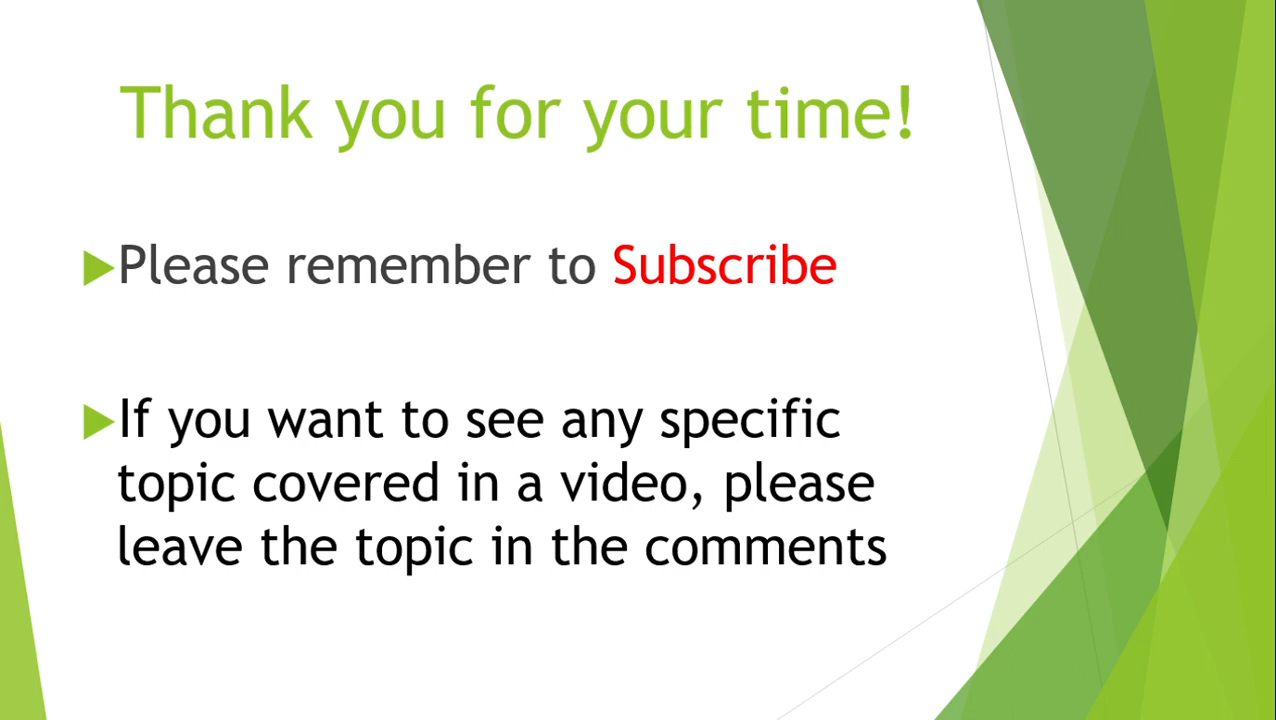 Thank you for your time!
Please remember to Subscribe
If you want to see any specific
topic covered in a video, please
leave the topic in the comments